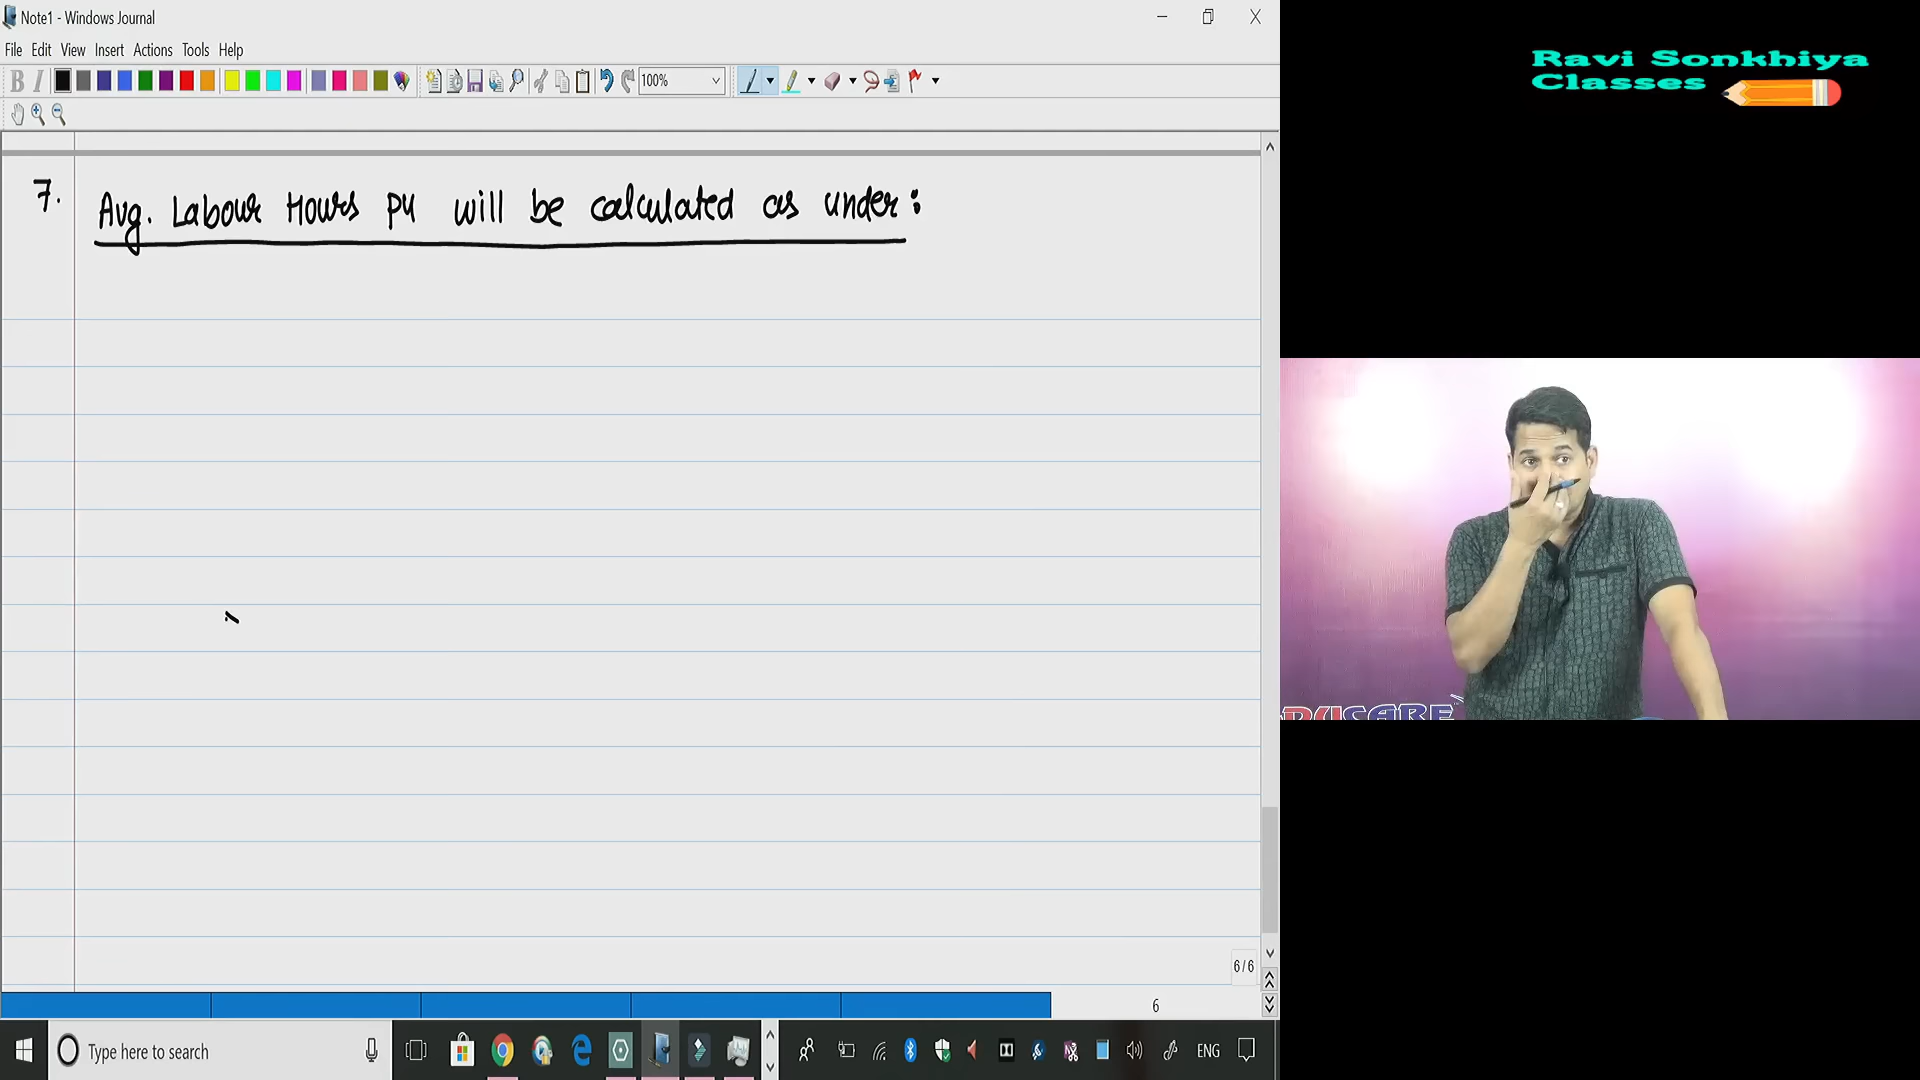 Note1 - Windows Journal
File Edit View Insert Actions Tools Help
B I 100%
Ravi Sonkhiya
Classes
7. Avg. Labour Hours PU will be calculated as under:
6/6
6
Type here to search
ENG